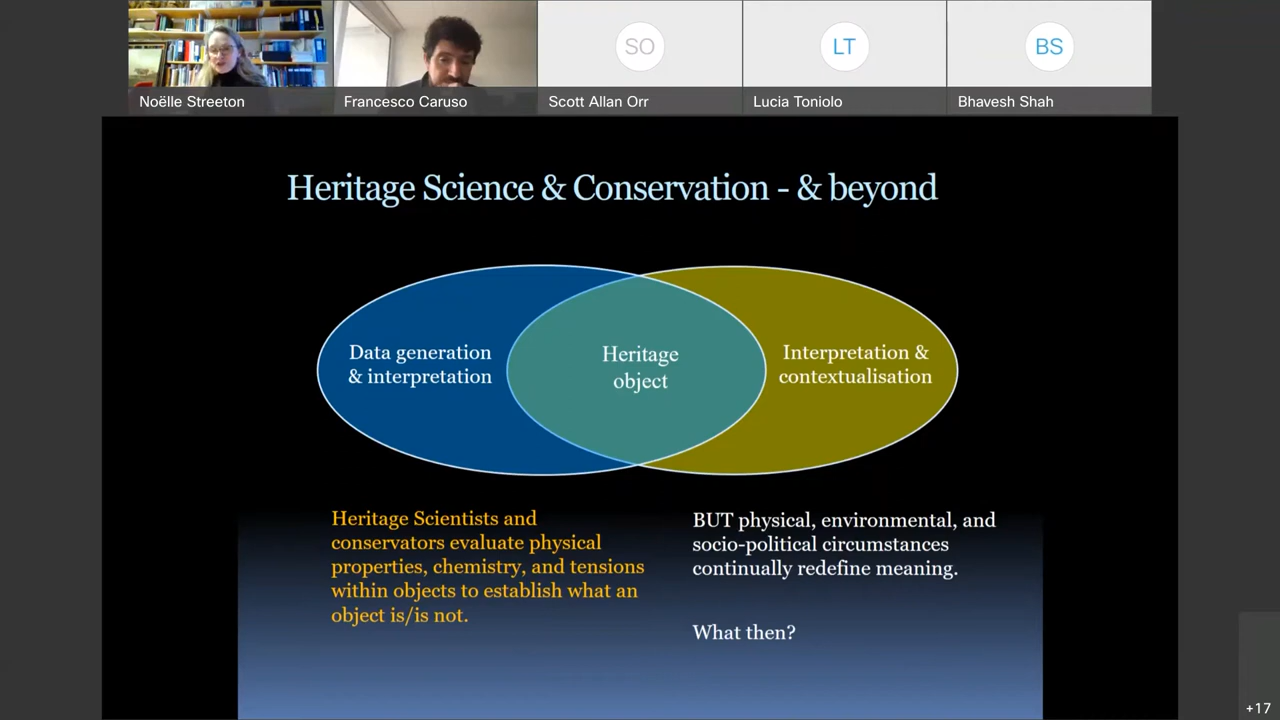 SO
LT
BS
Noëlle Streeton
Francesco Caruso
Scott Allan Orr
Lucia Toniolo
Bhavesh Shah
Heritage Science & Conservation - & beyond
Data generation
& interpretation
Heritage
object
Interpretation &
contextualisation
Heritage Scientists and
conservators evaluate physical
properties, chemistry, and tensions
within objects to establish what an
object is/is not.
BUT physical, environmental, and
socio-political circumstances
continually redefine meaning.
What then?
+17